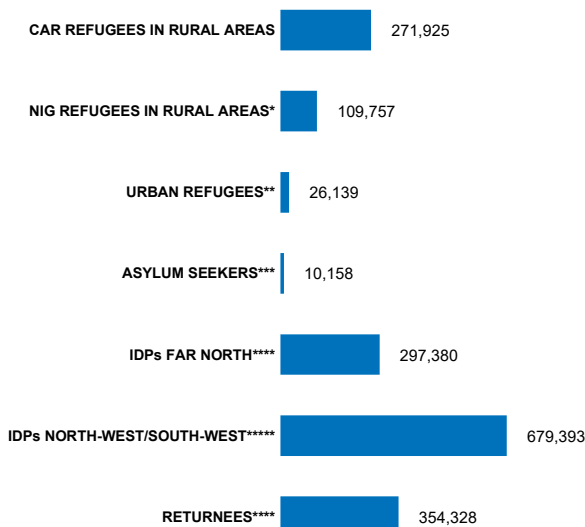 CAR REFUGEES IN RURAL AREAS 271,925
NIG REFUGEES IN RURAL AREAS* 109,757
URBAN REFUGEES** 26,139
ASYLUM SEEKERS*** 10,158
IDPs FAR NORTH**** 297,380
IDPs NORTH-WEST/SOUTH-WEST***** 679,393
RETURNEES**** 354,328